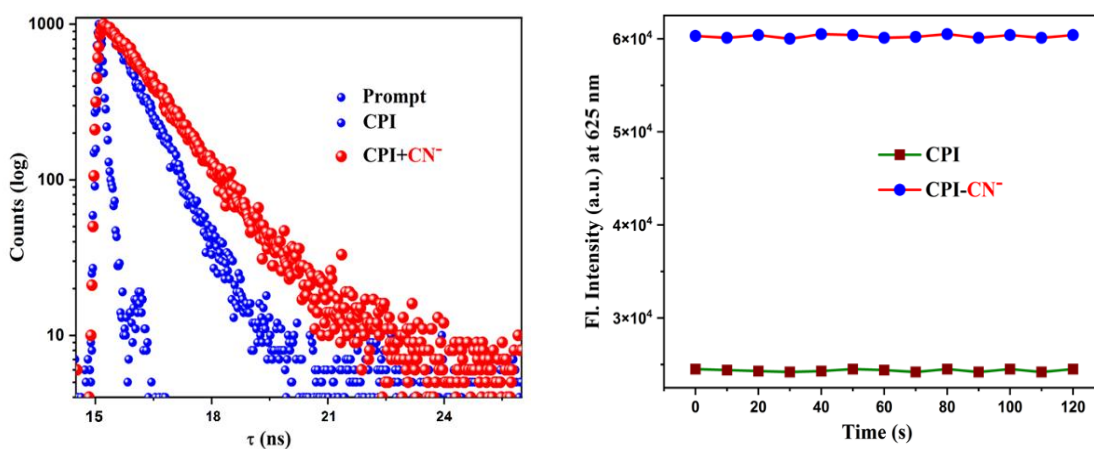 1000
100
10
Counts (log)
Prompt
CPI
CPI+CN⁻
15 18 21 24
τ (ns)
6×10⁴
5×10⁴
4×10⁴
3×10⁴
Fl. Intensity (a.u.) at 625 nm
CPI
CPI-CN⁻
0 20 40 60 80 100 120
Time (s)